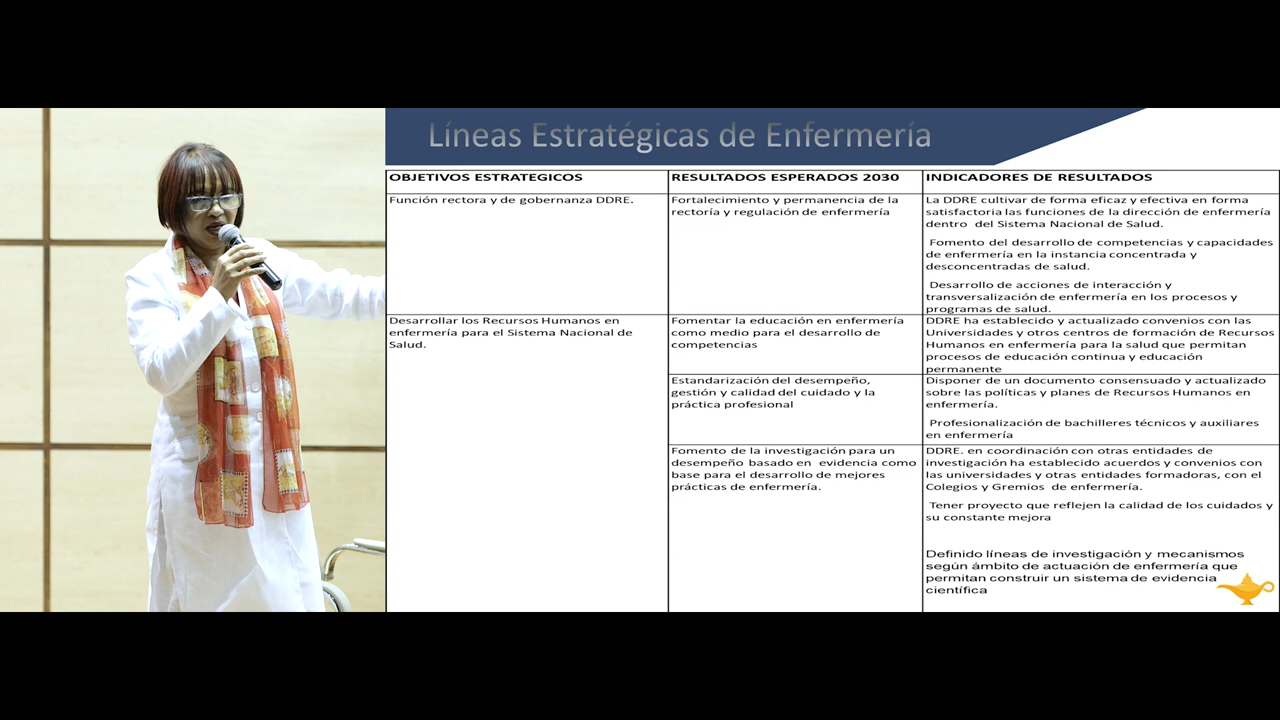 Líneas Estratégicas de Enfermería
OBJETIVOS ESTRATEGICOS
RESULTADOS ESPERADOS 2030
INDICADORES DE RESULTADOS
Función rectora y de gobernanza DDRE.
Fortalecimiento y permanencia de la
rectoría y regulación de enfermería
La DDRE cultivar de forma eficaz y efectiva en forma
satisfactoria las funciones de la dirección de enfermería
dentro del Sistema Nacional de Salud.
Fomento del desarrollo de competencias y capacidades
de enfermería en la instancia concentrada y
desconcentradas de salud.
Desarrollo de acciones de interacción y
transversalización de enfermería en los procesos y
programas de salud.
Desarrollar los Recursos Humanos en
enfermería para el Sistema Nacional de
Salud.
Fomentar la educación en enfermería
como medio para el desarrollo de
competencias
DDRE ha establecido y actualizado convenios con las
Universidades y otros centros de formación de Recursos
Humanos en enfermería para la salud que permitan
procesos de educación continua y educación
permanente
Estandarización del desempeño,
gestión y calidad del cuidado y la
práctica profesional
Disponer de un documento consensuado y actualizado
sobre las políticas y planes de Recursos Humanos en
enfermería.
Profesionalización de bachilleres técnicos y auxiliares
en enfermería
Fomento de la investigación para un
desempeño basado en evidencia como
base para el desarrollo de mejores
prácticas de enfermería.
DDRE. en coordinación con otras entidades de
investigación ha establecido acuerdos y convenios con
las universidades y otras entidades formadoras, con el
Colegios y Gremios de enfermería.
Tener proyecto que reflejen la calidad de los cuidados y
su constante mejora
Definido líneas de investigación y mecanismos
según ámbito de actuación de enfermería que
permitan construir un sistema de evidencia
científica